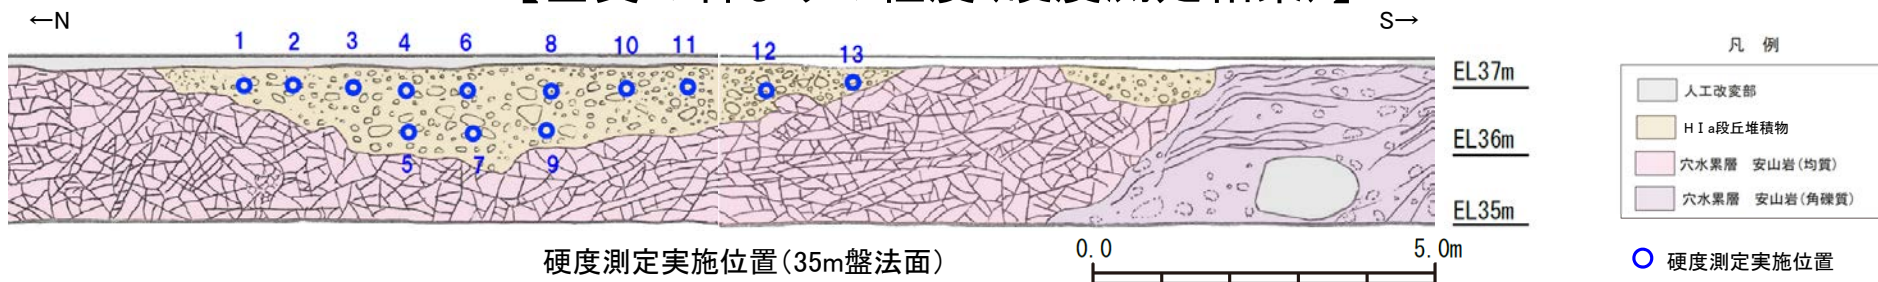 ←N
S→
1 2 3 4 6 8 10 11 12 13
5 7 9
EL37m
EL36m
EL35m
硬度測定実施位置(35m盤法面)
0.0 5.0m
凡 例
人工改変部
HⅠa段丘堆積物
穴水累層 安山岩(均質)
穴水累層 安山岩(角礫質)
硬度測定実施位置